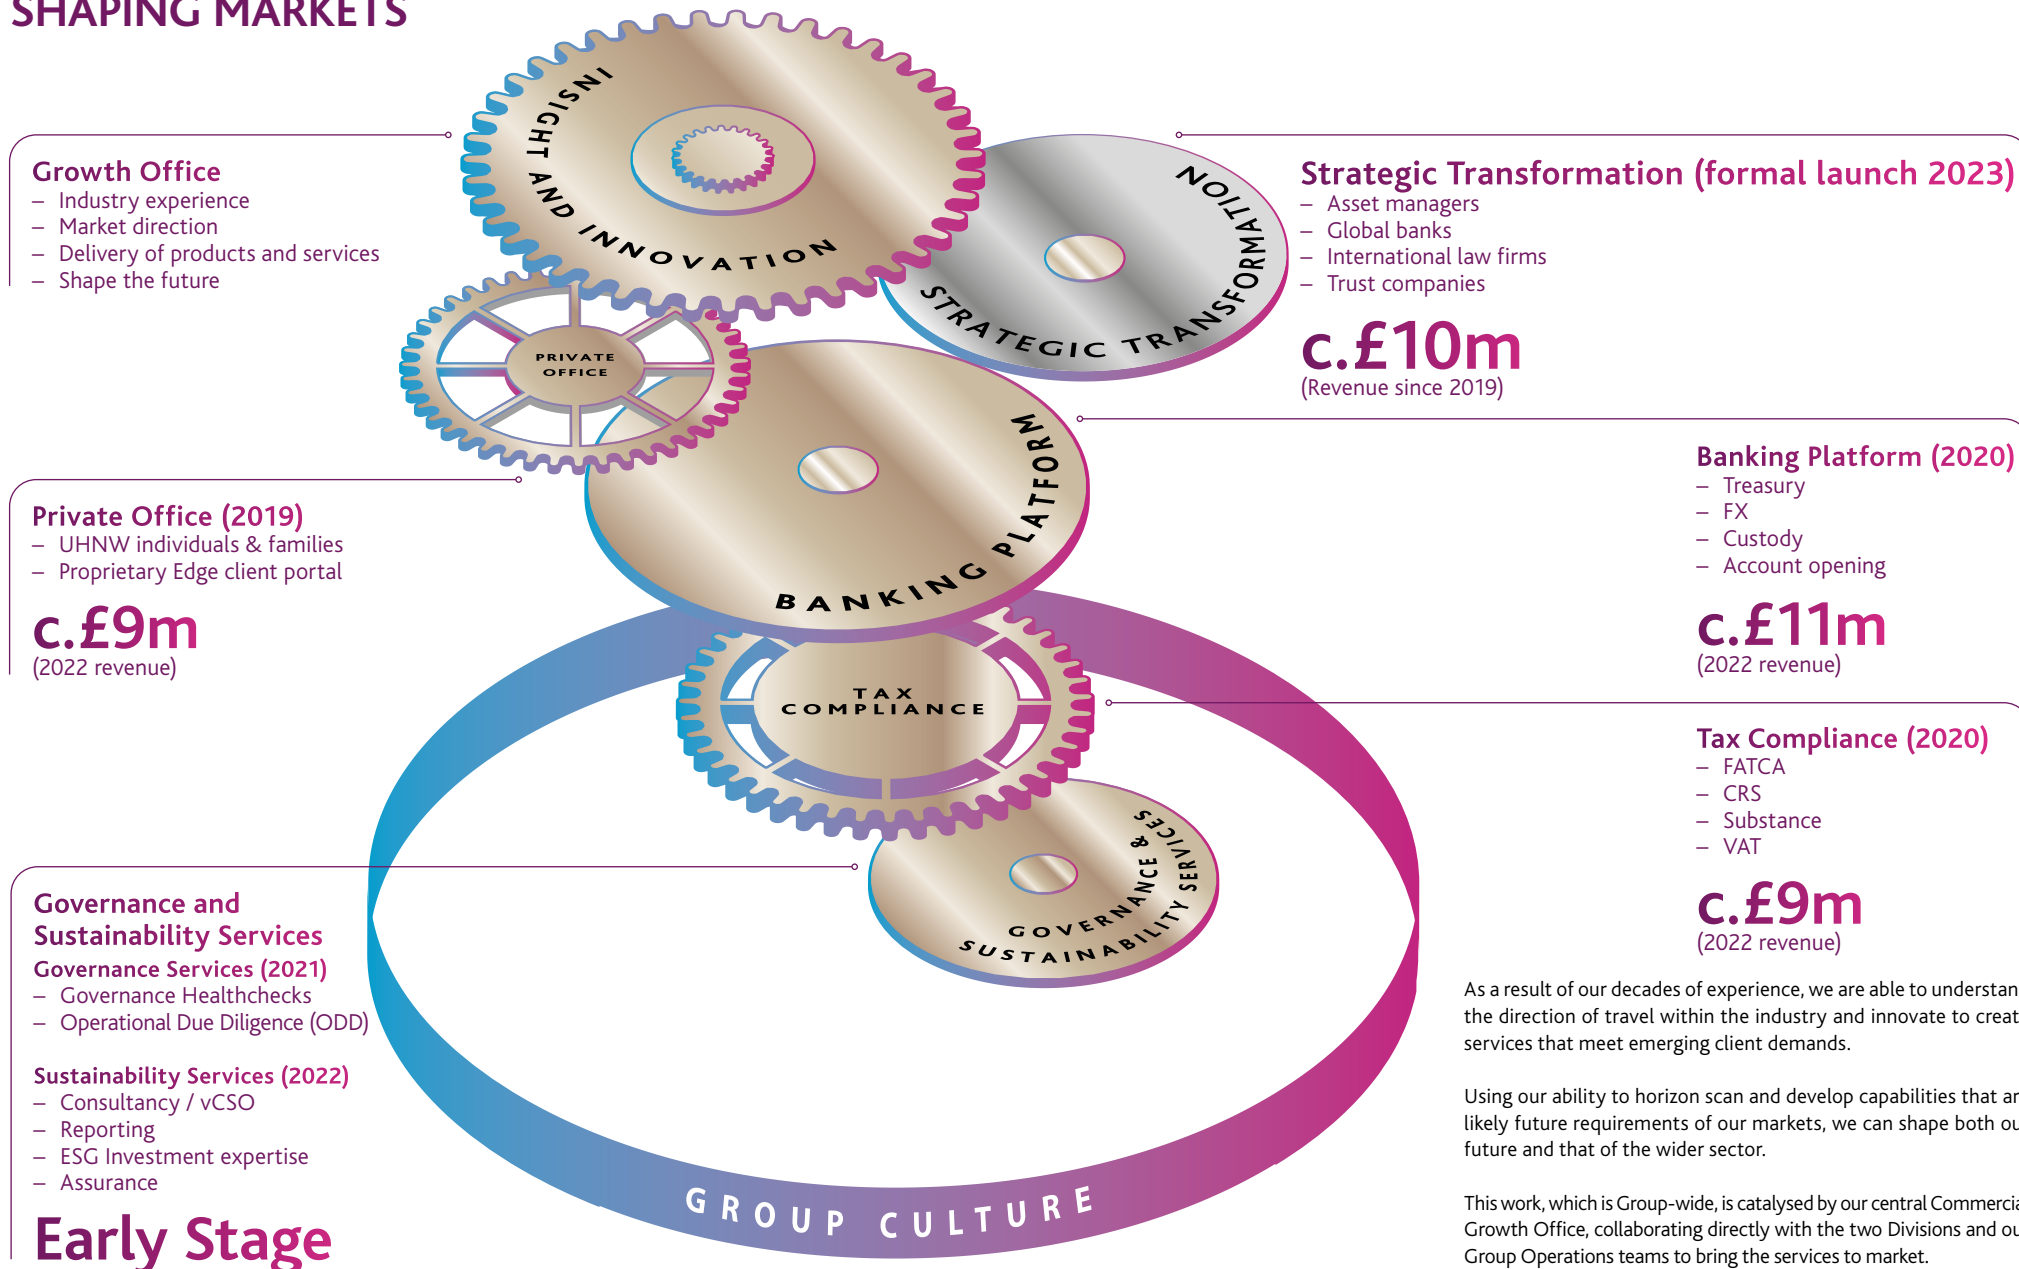 SHAPING MARKETS
INSIGHT AND INNOVATION
STRATEGIC TRANSFORMATION
PRIVATE
OFFICE
BANKING PLATFORM
TAX
COMPLIANCE
GOVERNANCE &
SUSTAINABILITY SERVICES
GROUP CULTURE
Growth Office
– Industry experience
– Market direction
– Delivery of products and services
– Shape the future
Private Office (2019)
– UHNW individuals & families
– Proprietary Edge client portal
c.£9m
(2022 revenue)
Governance and
Sustainability Services
Governance Services (2021)
– Governance Healthchecks
– Operational Due Diligence (ODD)
Sustainability Services (2022)
– Consultancy / vCSO
– Reporting
– ESG Investment expertise
– Assurance
Early Stage
Strategic Transformation (formal launch 2023)
– Asset managers
– Global banks
– International law firms
– Trust companies
c.£10m
(Revenue since 2019)
Banking Platform (2020)
– Treasury
– FX
– Custody
– Account opening
c.£11m
(2022 revenue)
Tax Compliance (2020)
– FATCA
– CRS
– Substance
– VAT
c.£9m
(2022 revenue)
As a result of our decades of experience, we are able to understan
the direction of travel within the industry and innovate to creat
services that meet emerging client demands.
Using our ability to horizon scan and develop capabilities that ar
likely future requirements of our markets, we can shape both ou
future and that of the wider sector.
This work, which is Group-wide, is catalysed by our central Commercia
Growth Office, collaborating directly with the two Divisions and ou
Group Operations teams to bring the services to market.